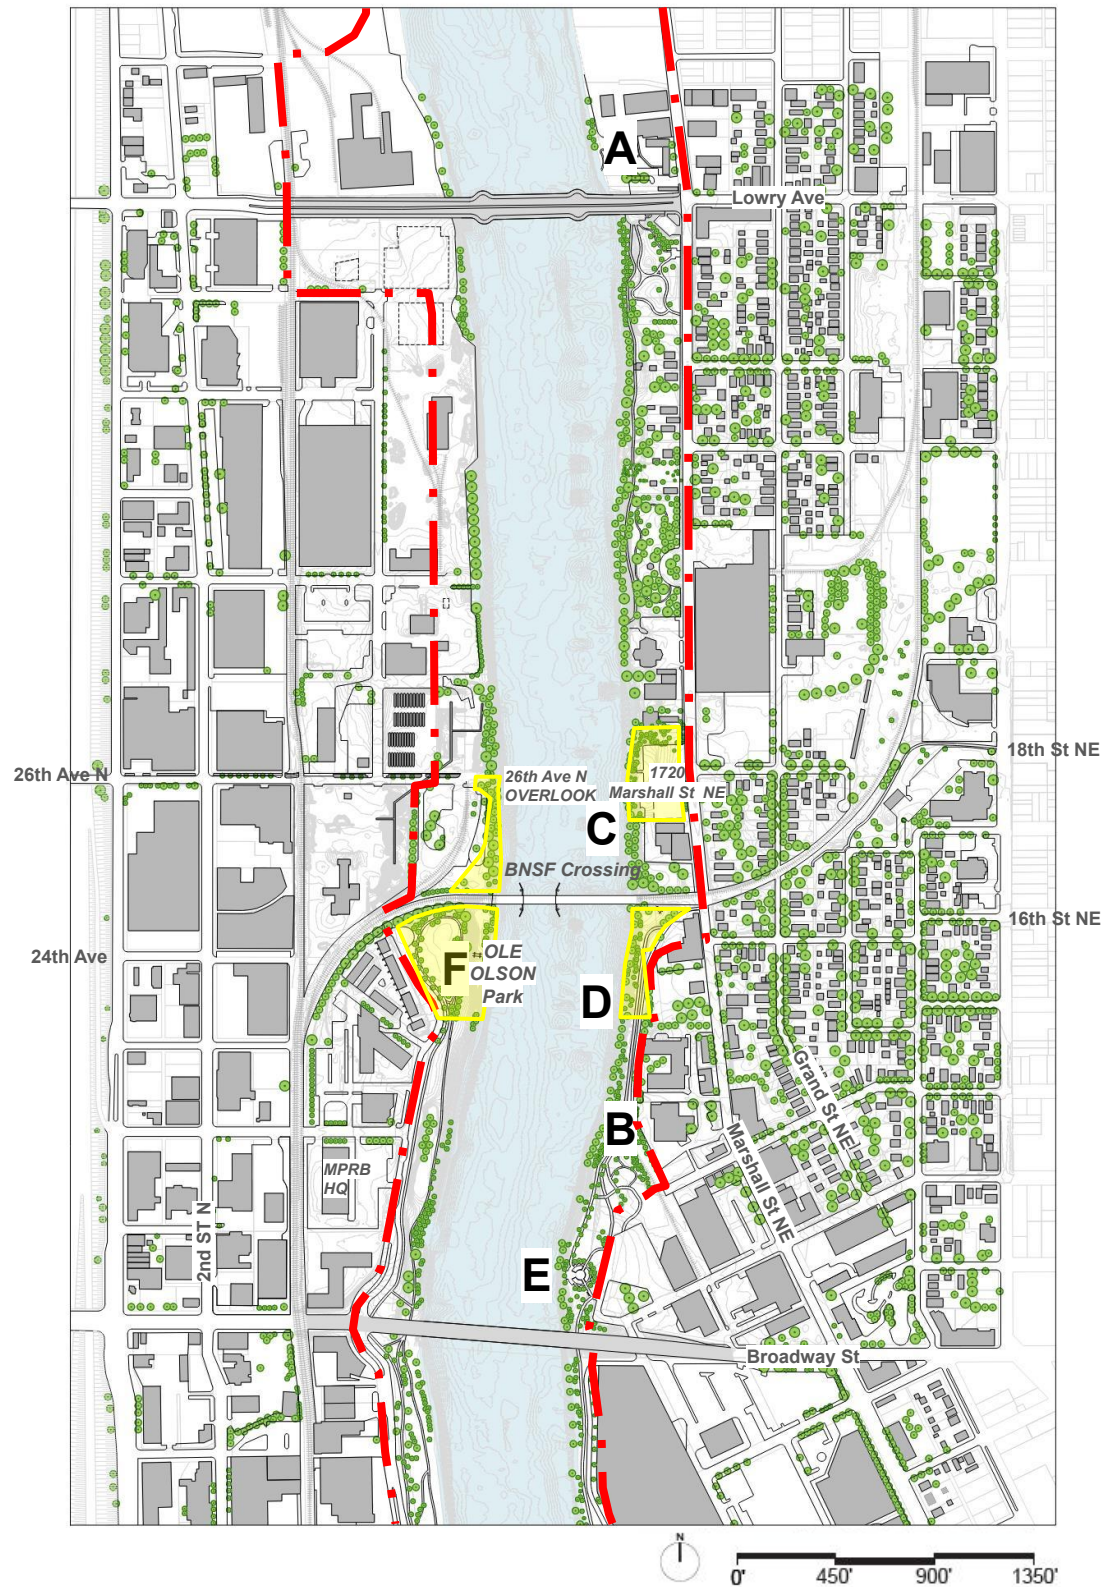 A
Lowry Ave
18th St NE
26th Ave N
26th Ave N
OVERLOOK
1720
Marshall St NE
C
BNSF Crossing
16th St NE
24th Ave
F
OLE
OLSON
Park
D
Grand St NE
B
Marshall St NE
MPRB
HQ
2nd ST N
E
Broadway St
N
0'
450'
900'
1350'